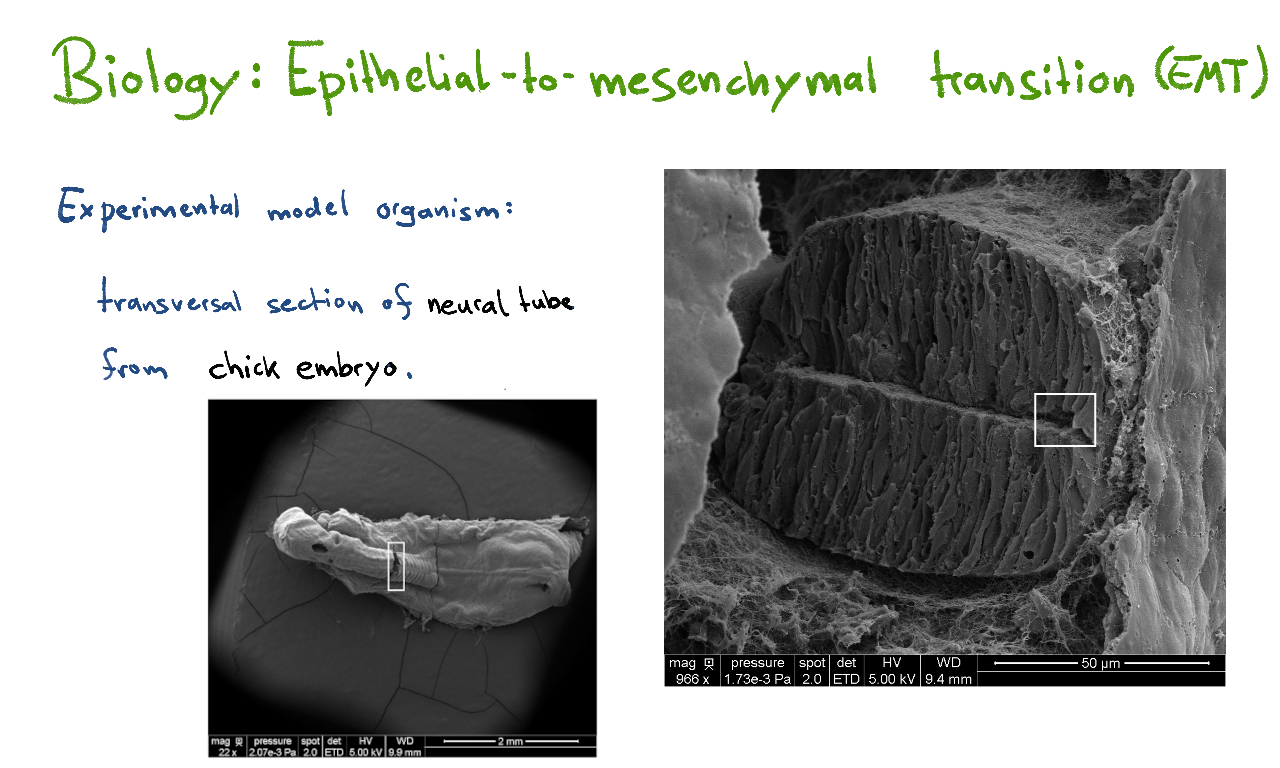 Biology: Epithelial-to-mesenchymal transition (EMT)
Experimental model organism:
transversal section of neural tube
from chick embryo.
mag pressure spot det HV WD 2 mm
22 x 2.07e-3 Pa 2.0 ETD 5.00 kV 9.9 mm
mag pressure spot det HV WD 50 µm
966 x 1.73e-3 Pa 2.0 ETD 5.00 kV 9.4 mm